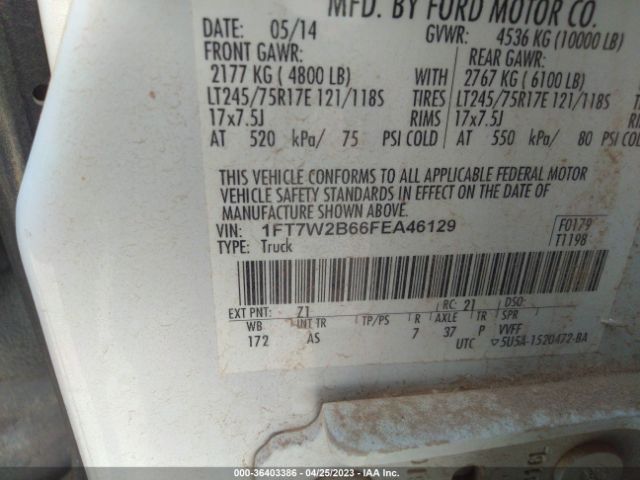 MFD. BY FORD MOTOR CO.
DATE: 05/14 GVWR: 4536 KG (10000 LB)
FRONT GAWR: REAR GAWR:
2177 KG ( 4800 LB) WITH 2767 KG ( 6100 LB)
LT245/75R17E 121/118S TIRES LT245/75R17E 121/118S
17x7.5J RIMS 17x7.5J
AT 520 kPa/ 75 PSI COLD AT 550 kPa/ 80 PSI COL
THIS VEHICLE CONFORMS TO ALL APPLICABLE FEDERAL MOTOR
VEHICLE SAFETY STANDARDS IN EFFECT ON THE DATE OF
MANUFACTURE SHOWN ABOVE.
VIN: 1FT7W2B66FEA46129 F0179
TYPE: Truck T1198
EXT PNT: Z1 RC: 21 DSO:
WB INT TR TP/PS R AXLE TR SPR
172 AS 7 37 P VVFF
UTC ▽5U5A-1520472-BA
000-36403386 - 04/25/2023 - IAA Inc.